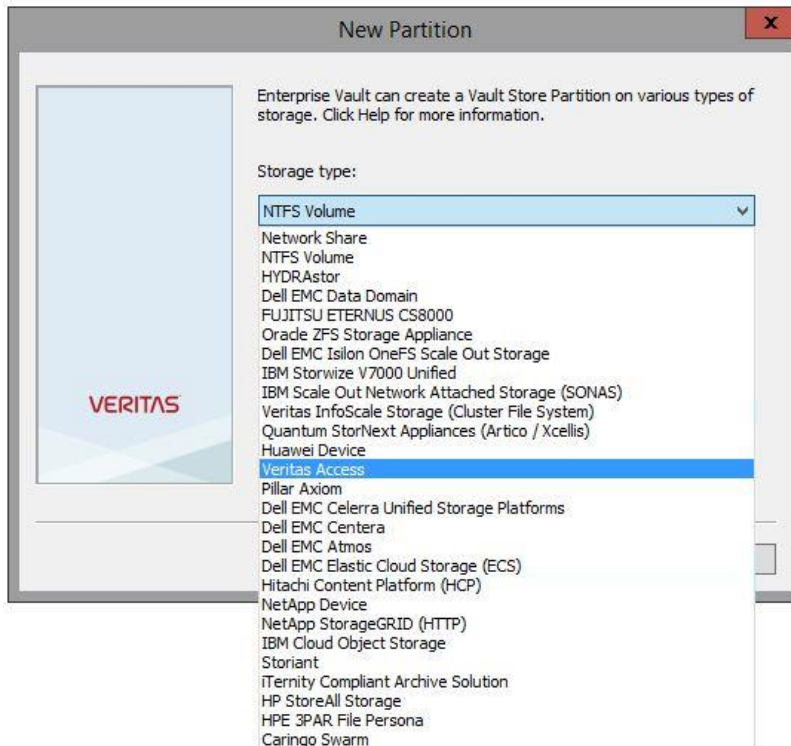 New Partition
x
Enterprise Vault can create a Vault Store Partition on various types of
storage. Click Help for more information.
Storage type:
NTFS Volume
Network Share
NTFS Volume
HYDRAstor
Dell EMC Data Domain
FUJITSU ETERNUS CS8000
Oracle ZFS Storage Appliance
Dell EMC Isilon OneFS Scale Out Storage
IBM Storwize V7000 Unified
IBM Scale Out Network Attached Storage (SONAS)
Veritas InfoScale Storage (Cluster File System)
Quantum StorNext Appliances (Artico / Xcellis)
Huawei Device
Veritas Access
Pillar Axiom
Dell EMC Celerra Unified Storage Platforms
Dell EMC Centera
Dell EMC Atmos
Dell EMC Elastic Cloud Storage (ECS)
Hitachi Content Platform (HCP)
NetApp Device
NetApp StorageGRID (HTTP)
IBM Cloud Object Storage
Storiant
iTernity Compliant Archive Solution
HP StoreAll Storage
HPE 3PAR File Persona
Caringo Swarm
VERITAS